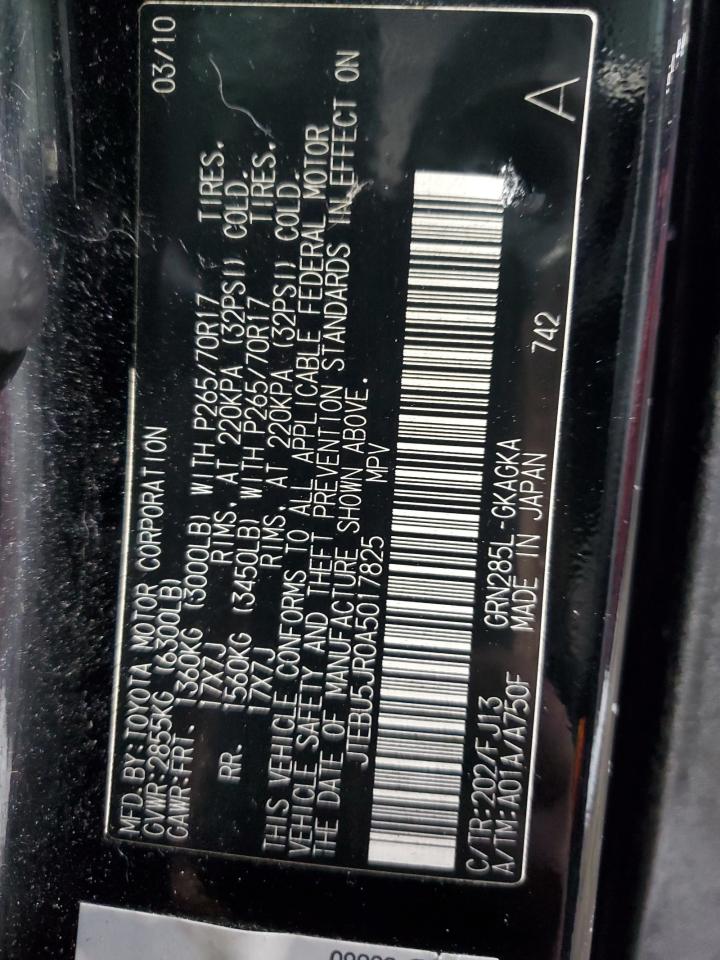 MFD.BY:TOYOTA MOTOR CORPORATION 03/10
GVWR:2855KG (6300LB)
GAWR:FRT. 1360KG (3000LB) WITH P265/70R17 TIRES.
17X7J RIMS, AT 220KPA (32PSI) COLD.
RR. 1560KG (3450LB) WITH P265/70R17 TIRES.
17X7J RIMS, AT 220KPA (32PSI) COLD.
THIS VEHICLE CONFORMS TO ALL APPLICABLE FEDERAL MOTOR
VEHICLE SAFETY AND THEFT PREVENTION STANDARDS IN EFFECT ON
THE DATE OF MANUFACTURE SHOWN ABOVE.
JTEBU5JR0A5017825 MPV
C/TR:202/FJ13 GRN285L-GKAGKA
A/TM:A01A/A750F MADE IN JAPAN 742 A